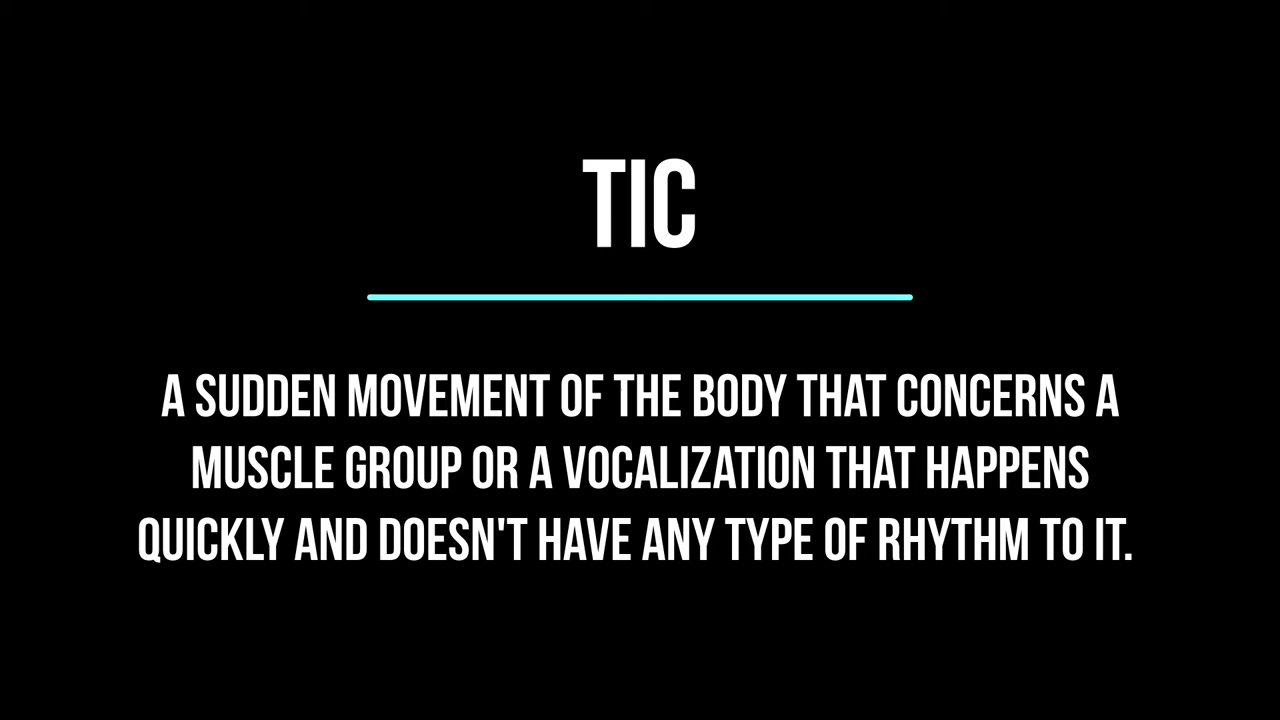 TIC
A SUDDEN MOVEMENT OF THE BODY THAT CONCERNS A
MUSCLE GROUP OR A VOCALIZATION THAT HAPPENS
QUICKLY AND DOESN'T HAVE ANY TYPE OF RHYTHM TO IT.